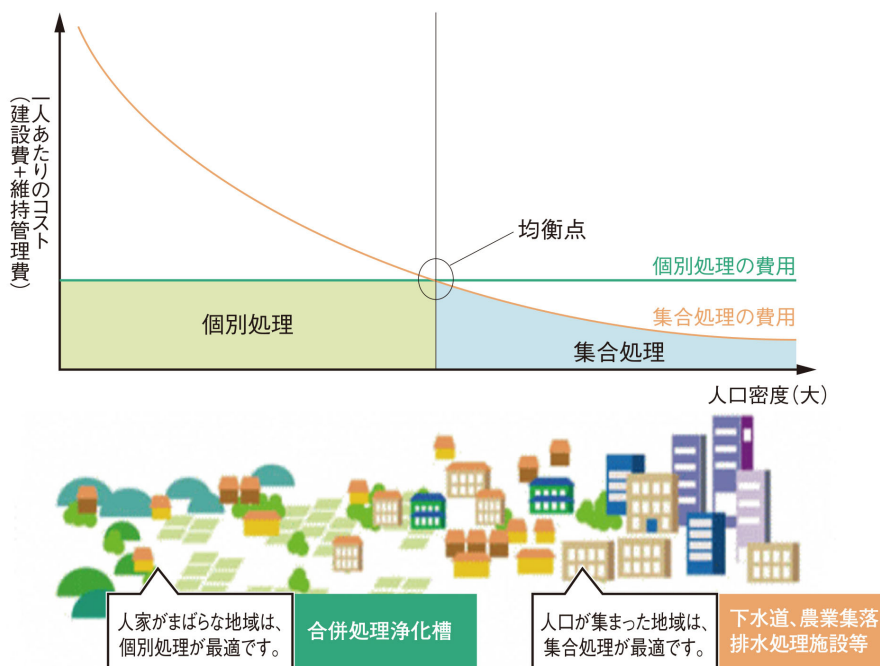 一人あたりのコスト
(建設費+維持管理費)
均衡点
個別処理の費用
集合処理の費用
個別処理
集合処理
人口密度(大)
人家がまばらな地域は、
個別処理が最適です。
合併処理浄化槽
人口が集まった地域は、
集合処理が最適です。
下水道、農業集落
排水処理施設等